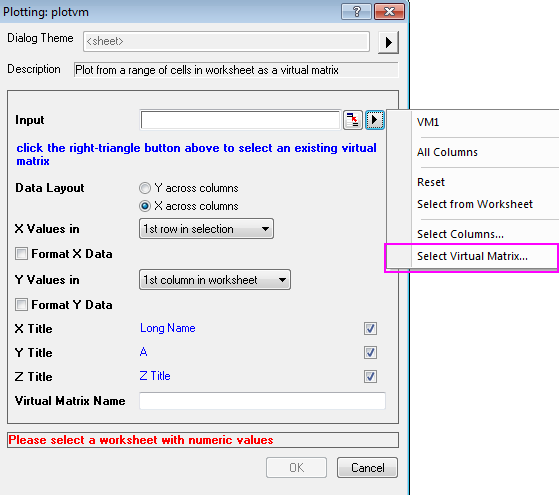 Plotting: plotvm
?
Dialog Theme <sheet>
Description Plot from a range of cells in worksheet as a virtual matrix
Input
click the right-triangle button above to select an existing virtual
matrix
Data Layout Y across columns
X across columns
X Values in 1st row in selection
Format X Data
Y Values in 1st column in worksheet
Format Y Data
X Title Long Name
Y Title A
Z Title Z Title
Virtual Matrix Name
Please select a worksheet with numeric values
OK Cancel
VM1
All Columns
Reset
Select from Worksheet
Select Columns...
Select Virtual Matrix...